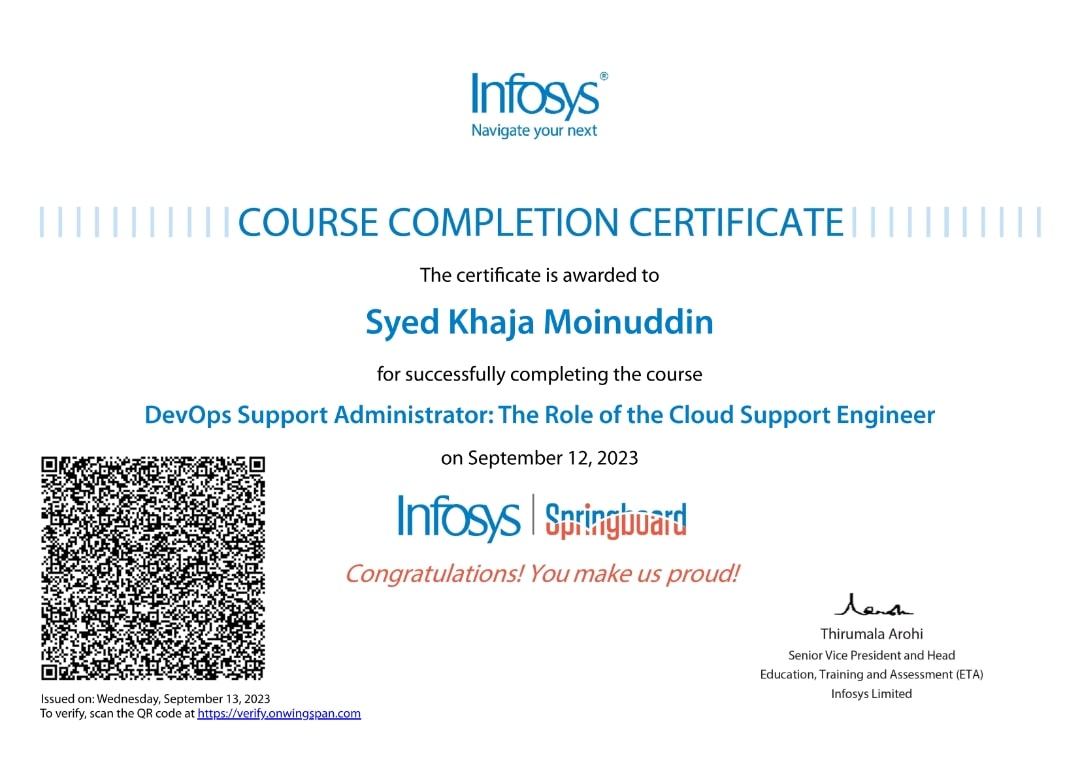 Infosys®
Navigate your next
COURSE COMPLETION CERTIFICATE
The certificate is awarded to
Syed Khaja Moinuddin
for successfully completing the course
DevOps Support Administrator: The Role of the Cloud Support Engineer
on September 12, 2023
Infosys | Springboard
Congratulations! You make us proud!
Thirumala Arohi
Senior Vice President and Head
Education, Training and Assessment (ETA)
Infosys Limited
Issued on: Wednesday, September 13, 2023
To verify, scan the QR code at https://verify.onwingspan.com